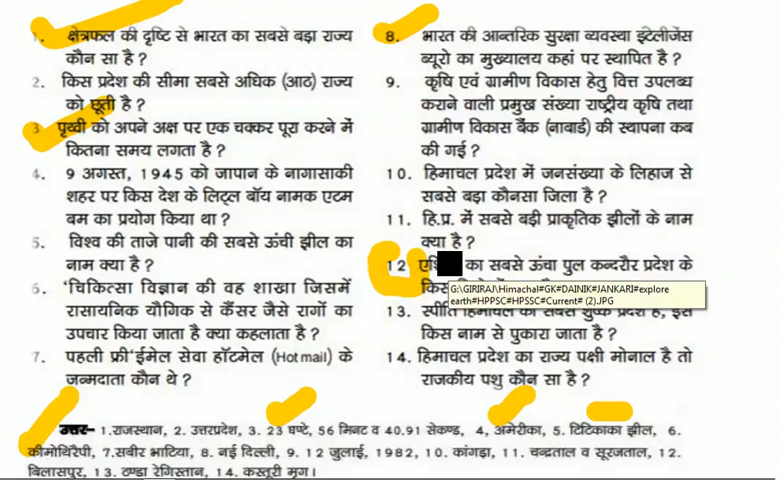 1. क्षेत्रफल की दृष्टि से भारत का सबसे बड़ा राज्य
कौन सा है ?
2. किस प्रदेश की सीमा सबसे अधिक (आठ) राज्य
को छूती है ?
3. पृथ्वी को अपने अक्ष पर एक चक्कर पूरा करने में
कितना समय लगता है ?
4. 9 अगस्त, 1945 को जापान के नागासाकी
शहर पर किस देश के लिट्ल बॉय नामक एटम
बम का प्रयोग किया था ?
5. विश्व की ताजे पानी की सबसे ऊंची झील का
नाम क्या है ?
6. 'चिकित्सा विज्ञान की वह शाखा जिसमें
रासायनिक यौगिक से कैंसर जैसे रागों का
उपचार किया जाता है क्या कहलाता है ?
7. पहली फ्री'ईमेल सेवा हॉटमेल (Hotmail) के
जन्मदाता कौन थे ?
8. भारत की आन्तरिक सुरक्षा व्यवस्था इंटेलीजेंस
ब्यूरो का मुख्यालय कहां पर स्थापित है ?
9. कृषि एवं ग्रामीण विकास हेतु वित्त उपलब्ध
कराने वाली प्रमुख संख्या राष्ट्रीय कृषि तथा
ग्रामीण विकास बैंक (नाबार्ड) की स्थापना कब
की गई ?
10. हिमाचल प्रदेश में जनसंख्या के लिहाज से
सबसे बड़ा कौनसा जिला है ?
11. हि.प्र. में सबसे बड़ी प्राकृतिक झीलों के नाम
क्या है ?
12 का सबसे ऊंचा पुल कन्दरौर प्रदेश के
किस
G:\GIRIRAJ\Himachal#GK#DAINIK#JANKARI#explore
earth#HPPSC#HPSSC#Current# (2).JPG
13. स्पीति हिमाचल का सबसे शुष्क प्रदेश है, इसे
किस नाम से पुकारा जाता है ?
14. हिमाचल प्रदेश का राज्य पक्षी मोनाल है तो
राजकीय पशु कौन सा है ?
उत्तर– 1.राजस्थान, 2. उत्तरप्रदेश, 3. 23 घण्टे, 56 मिनट व 40.91 सेकण्ड, 4, अमेरीका, 5. टिटिकाका झील, 6.
कीमोथिरैपी, 7.सबीर भाटिया, 8. नई दिल्ली, 9. 12 जुलाई, 1982, 10. कांगड़ा, 11. चन्द्रताल व सूरजताल, 12.
बिलासपुर, 13. ठण्डा रेगिस्तान, 14. कस्तूरी मृग।